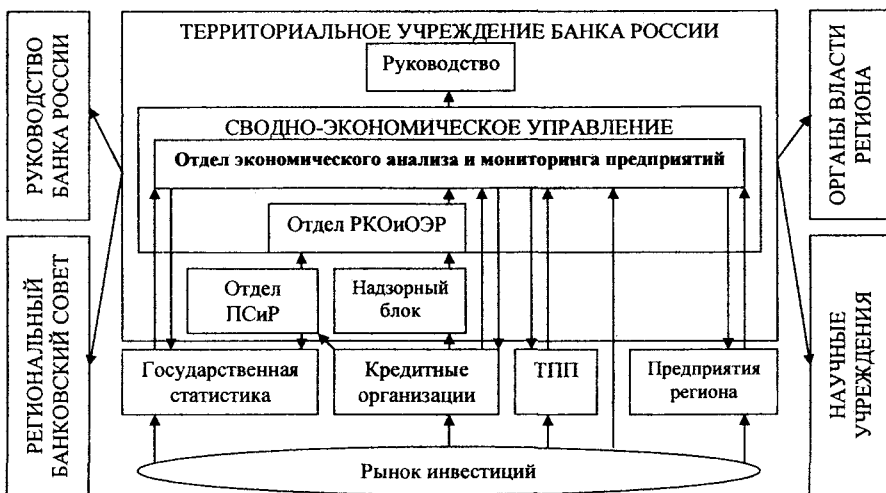 ТЕРРИТОРИАЛЬНОЕ УЧРЕЖДЕНИЕ БАНКА РОССИИ
Руководство
РУКОВОДСТВО
БАНКА РОССИИ
ОРГАНЫ ВЛАСТИ
РЕГИОНА
СВОДНО-ЭКОНОМИЧЕСКОЕ УПРАВЛЕНИЕ
Отдел экономического анализа и мониторинга предприятий
Отдел РКОиОЭР
РЕГИОНАЛЬНЫЙ
БАНКОВСКИЙ СОВЕТ
НАУЧНЫЕ
УЧРЕЖДЕНИЯ
Отдел
ПСиР
Надзорный
блок
Государственная
статистика
Кредитные
организации
ТПП
Предприятия
региона
Рынок инвестиций